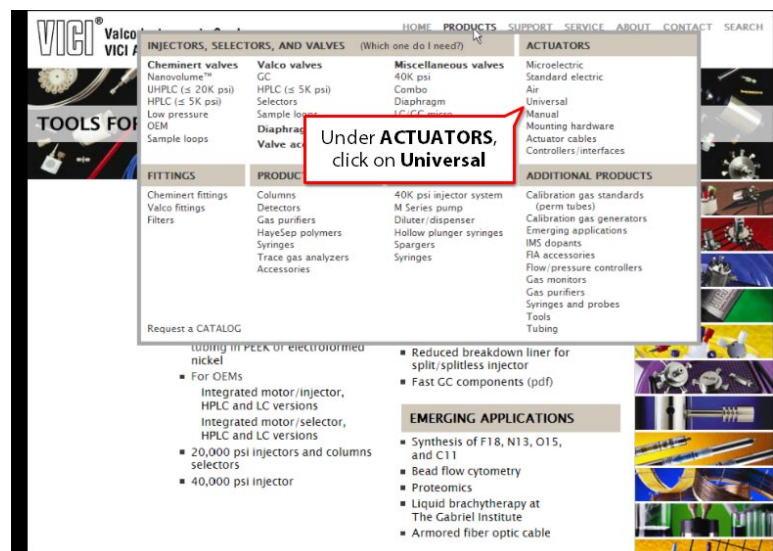 VICI®
Valco
VICI A
HOME PRODUCTS SUPPORT SERVICE ABOUT CONTACT SEARCH
TOOLS FOR
INJECTORS, SELECTORS, AND VALVES (Which one do I need?)
Cheminert valves
Nanovolume™
UHPLC (≤ 20K psi)
HPLC (≤ 5K psi)
Low pressure
OEM
Sample loops
Valco valves
GC
HPLC (≤ 5K psi)
Selectors
Sample loops
Diaphrag
Valve acc
Miscellaneous valves
40K psi
Combo
Diaphragm
LC/GC micro
ACTUATORS
Microelectric
Standard electric
Air
Universal
Manual
Mounting hardware
Actuator cables
Controllers/interfaces
Under ACTUATORS,
click on Universal
FITTINGS
Cheminert fittings
Valco fittings
Filters
PRODUCT
Columns
Detectors
Gas purifiers
HayeSep polymers
Syringes
Trace gas analyzers
Accessories
40K psi injector system
M Series pump
Diluter/dispenser
Hollow plunger syringes
Spargers
Syringes
ADDITIONAL PRODUCTS
Calibration gas standards
(perm tubes)
Calibration gas generators
Emerging applications
IMS dopants
FIA accessories
Flow/pressure controllers
Gas monitors
Gas purifiers
Syringes and probes
Tools
Tubing
Request a CATALOG
tubing in PEEK or electroformed
nickel
▪ For OEMs
Integrated motor/injector,
HPLC and LC versions
Integrated motor/selector,
HPLC and LC versions
▪ 20,000 psi injectors and columns
selectors
▪ 40,000 psi injector
▪ Reduced breakdown liner for
split/splitless injector
▪ Fast GC components (pdf)
EMERGING APPLICATIONS
▪ Synthesis of F18, N13, O15,
and C11
▪ Bead flow cytometry
▪ Proteomics
▪ Liquid brachytherapy at
The Gabriel Institute
▪ Armored fiber optic cable